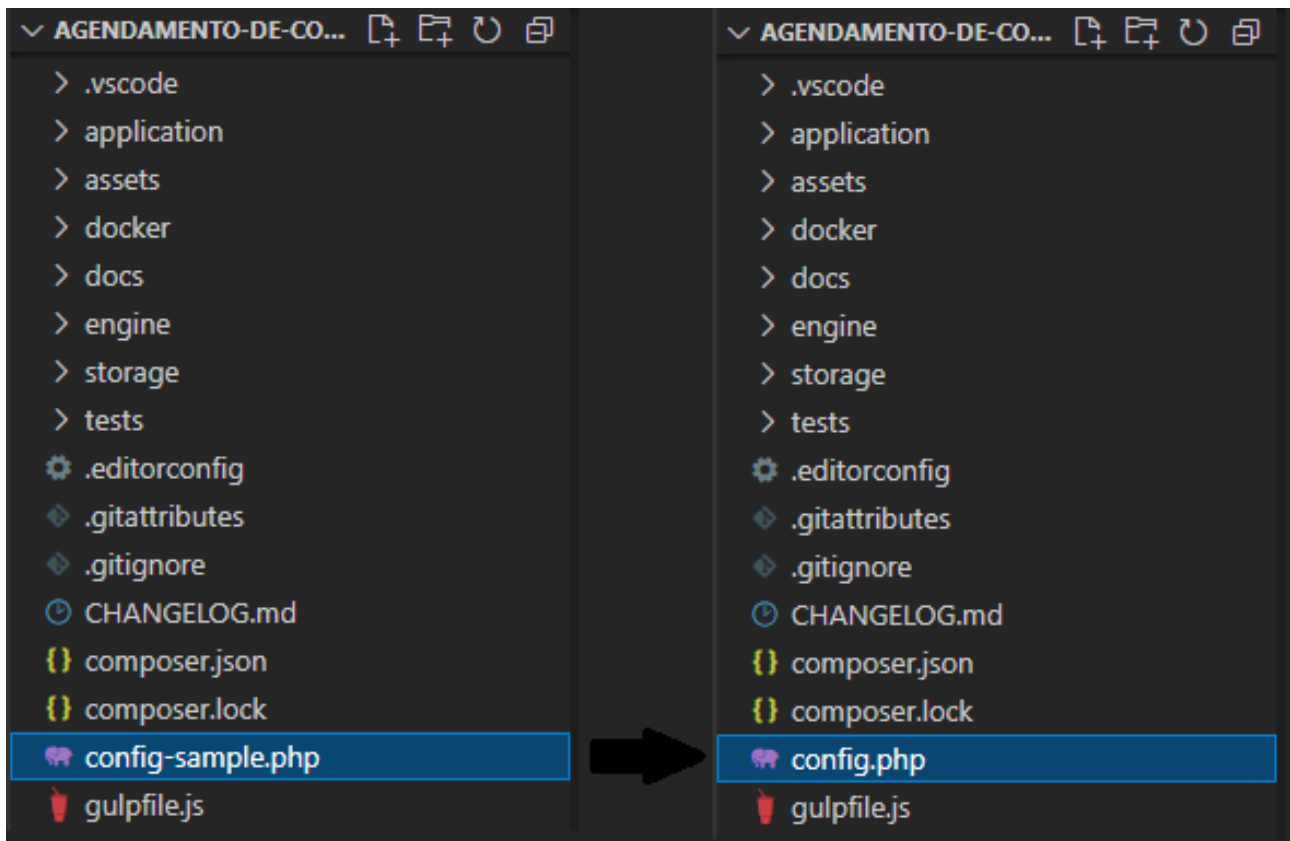 AGENDAMENTO-DE-CO...
.vscode
application
assets
docker
docs
engine
storage
tests
.editorconfig
.gitattributes
.gitignore
CHANGELOG.md
composer.json
composer.lock
config-sample.php
gulpfile.js
AGENDAMENTO-DE-CO...
.vscode
application
assets
docker
docs
engine
storage
tests
.editorconfig
.gitattributes
.gitignore
CHANGELOG.md
composer.json
composer.lock
config.php
gulpfile.js